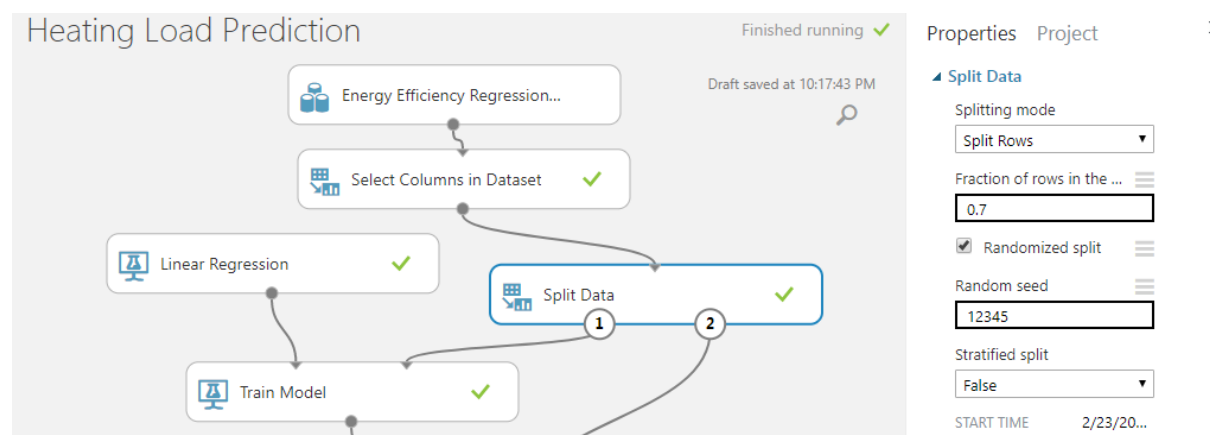 Heating Load Prediction
Finished running
Draft saved at 10:17:43 PM
Energy Efficiency Regression...
Select Columns in Dataset
Linear Regression
Split Data
1
2
Train Model
Properties Project
Split Data
Splitting mode
Split Rows
Fraction of rows in the ...
0.7
Randomized split
Random seed
12345
Stratified split
False
START TIME 2/23/20...